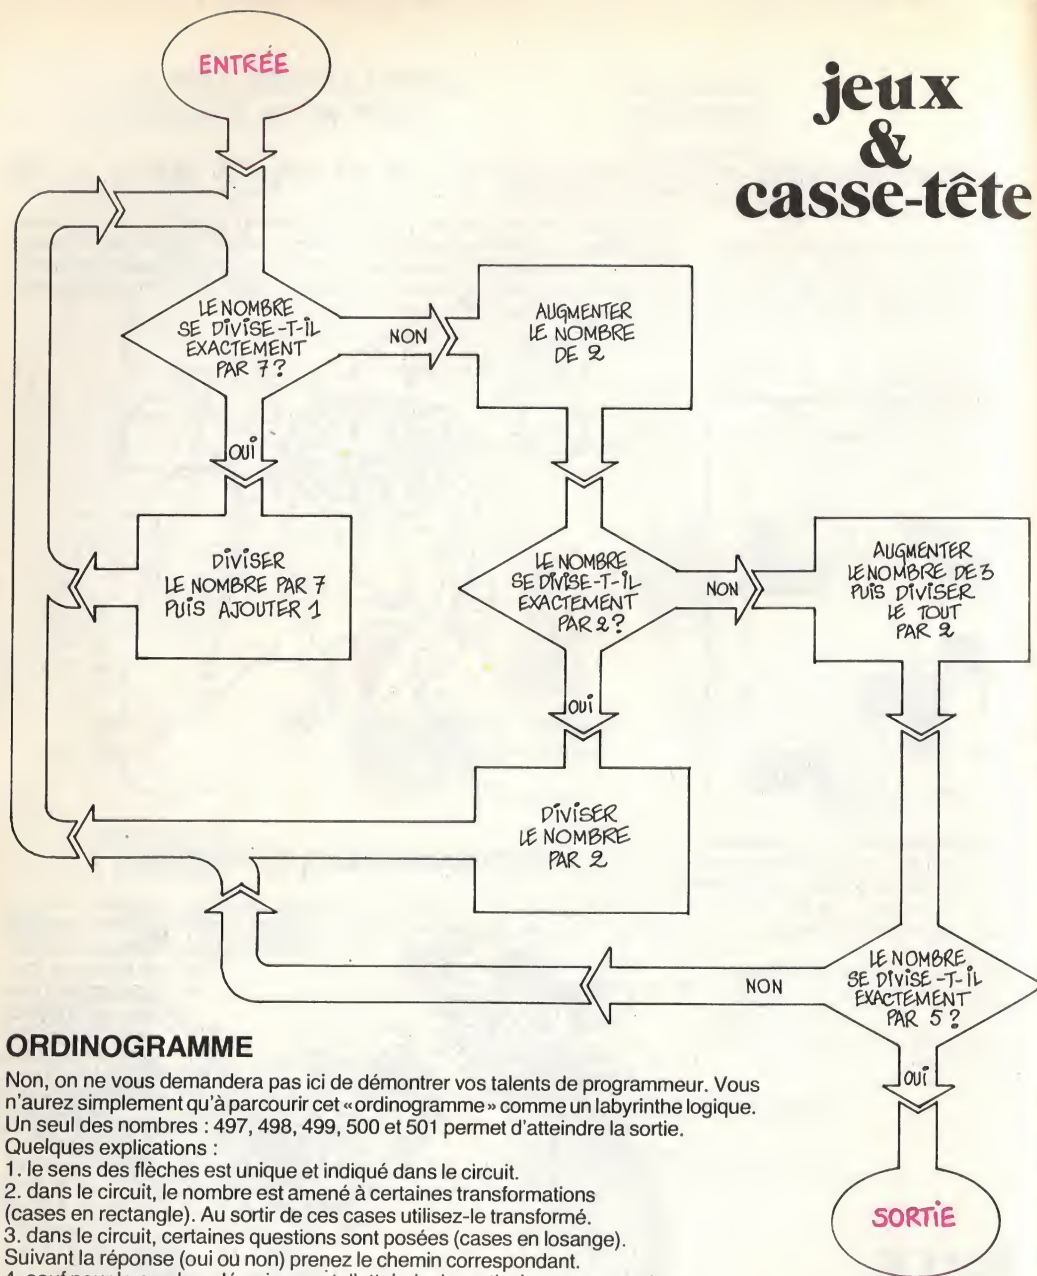 ENTRÉE
jeux
&
casse-tête
LE NOMBRE
SE DIVISE-T-IL
EXACTEMENT
PAR 7?
NON
AUGMENTER
LE NOMBRE
DE 2
OUI
DIVISER
LE NOMBRE PAR 7
PUIS AJOUTER 1
LE NOMBRE
SE DIVISE-T-IL
EXACTEMENT
PAR 2?
NON
AUGMENTER
LE NOMBRE DE 3
PUIS DIVISER
LE TOUT
PAR 2
OUI
DIVISER
LE NOMBRE
PAR 2
LE NOMBRE
SE DIVISE-T-IL
EXACTEMENT
PAR 5?
NON
OUI
SORTIE
ORDINOGRAMME
Non, on ne vous demandera pas ici de démontrer vos talents de programmeur. Vous
n'aurez simplement qu'à parcourir cet «ordinogramme» comme un labyrinthe logique.
Un seul des nombres : 497, 498, 499, 500 et 501 permet d'atteindre la sortie.
Quelques explications :
1. le sens des flèches est unique et indiqué dans le circuit.
2. dans le circuit, le nombre est amené à certaines transformations
(cases en rectangle). Au sortir de ces cases utilisez-le transformé.
3. dans le circuit, certaines questions sont posées (cases en losange).
Suivant la réponse (oui ou non) prenez le chemin correspondant.